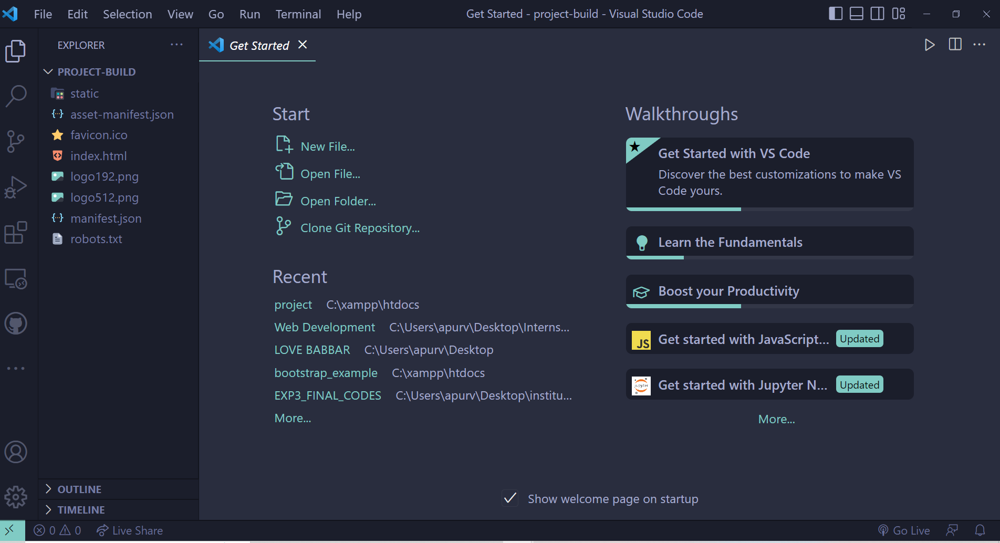 File Edit Selection View Go Run Terminal Help
Get Started - project-build - Visual Studio Code
EXPLORER
PROJECT-BUILD
static
asset-manifest.json
favicon.ico
index.html
logo192.png
logo512.png
manifest.json
robots.txt
OUTLINE
TIMELINE
Get Started
Start
New File...
Open File...
Open Folder...
Clone Git Repository...
Recent
project C:\xampp\htdocs
Web Development C:\Users\apurv\Desktop\Interns...
LOVE BABBAR C:\Users\apurv\Desktop
bootstrap_example C:\xampp\htdocs
EXP3_FINAL_CODES C:\Users\apurv\Desktop\institu...
More...
Walkthroughs
Get Started with VS Code
Discover the best customizations to make VS
Code yours.
Learn the Fundamentals
Boost your Productivity
JS Get started with JavaScript... Updated
jupyter Get started with Jupyter N... Updated
More...
Show welcome page on startup
0 0 Live Share
Go Live